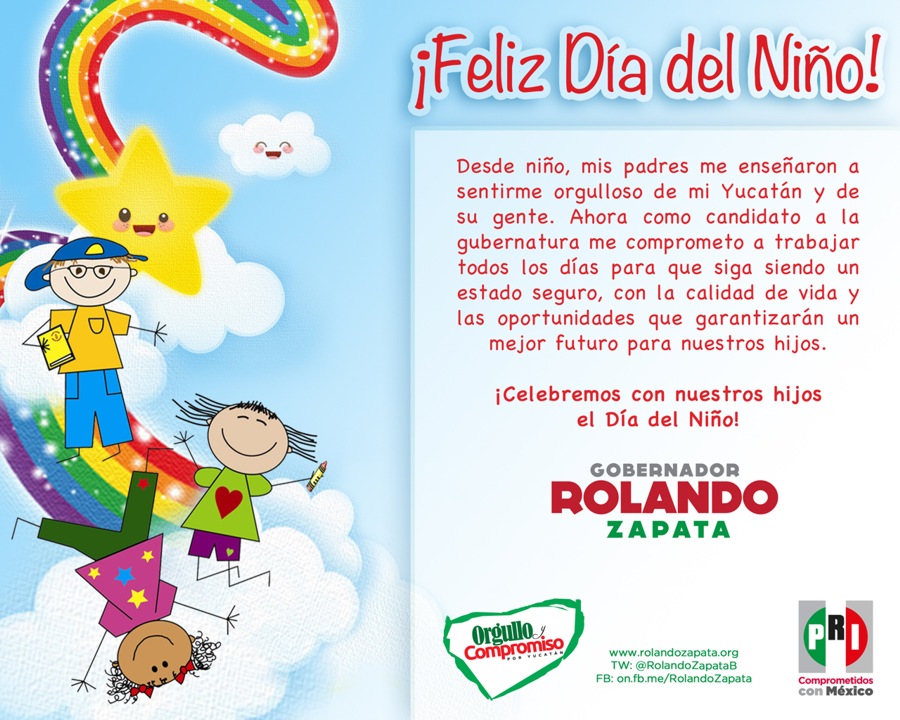 ¡Feliz Día del Niño!
Desde niño, mis padres me enseñaron a
sentirme orgulloso de mi Yucatán y de
su gente. Ahora como candidato a la
gubernatura me comprometo a trabajar
todos los días para que siga siendo un
estado seguro, con la calidad de vida y
las oportunidades que garantizarán un
mejor futuro para nuestros hijos.
¡Celebremos con nuestros hijos
el Día del Niño!
GOBERNADOR
ROLANDO
ZAPATA
Orgullo y
Compromiso
POR YUCATÁN
www.rolandozapata.org
TW: @RolandoZapataB
FB: on.fb.me/RolandoZapata
PRI
Comprometidos
con México